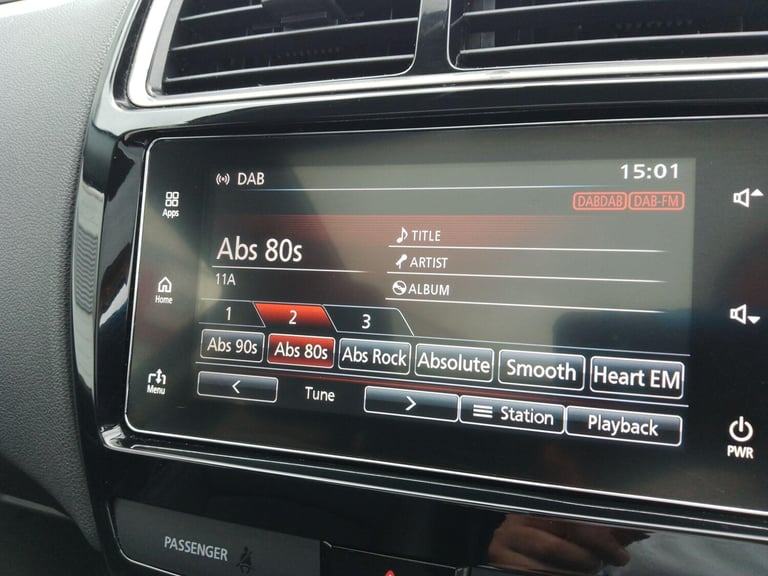 DAB
15:01
DABDAB DAB-FM
Apps
Abs 80s
TITLE
11A
ARTIST
ALBUM
Home
1 2 3
Abs 90s Abs 80s Abs Rock Absolute Smooth Heart EM
Menu
< Tune > Station Playback
PWR
PASSENGER